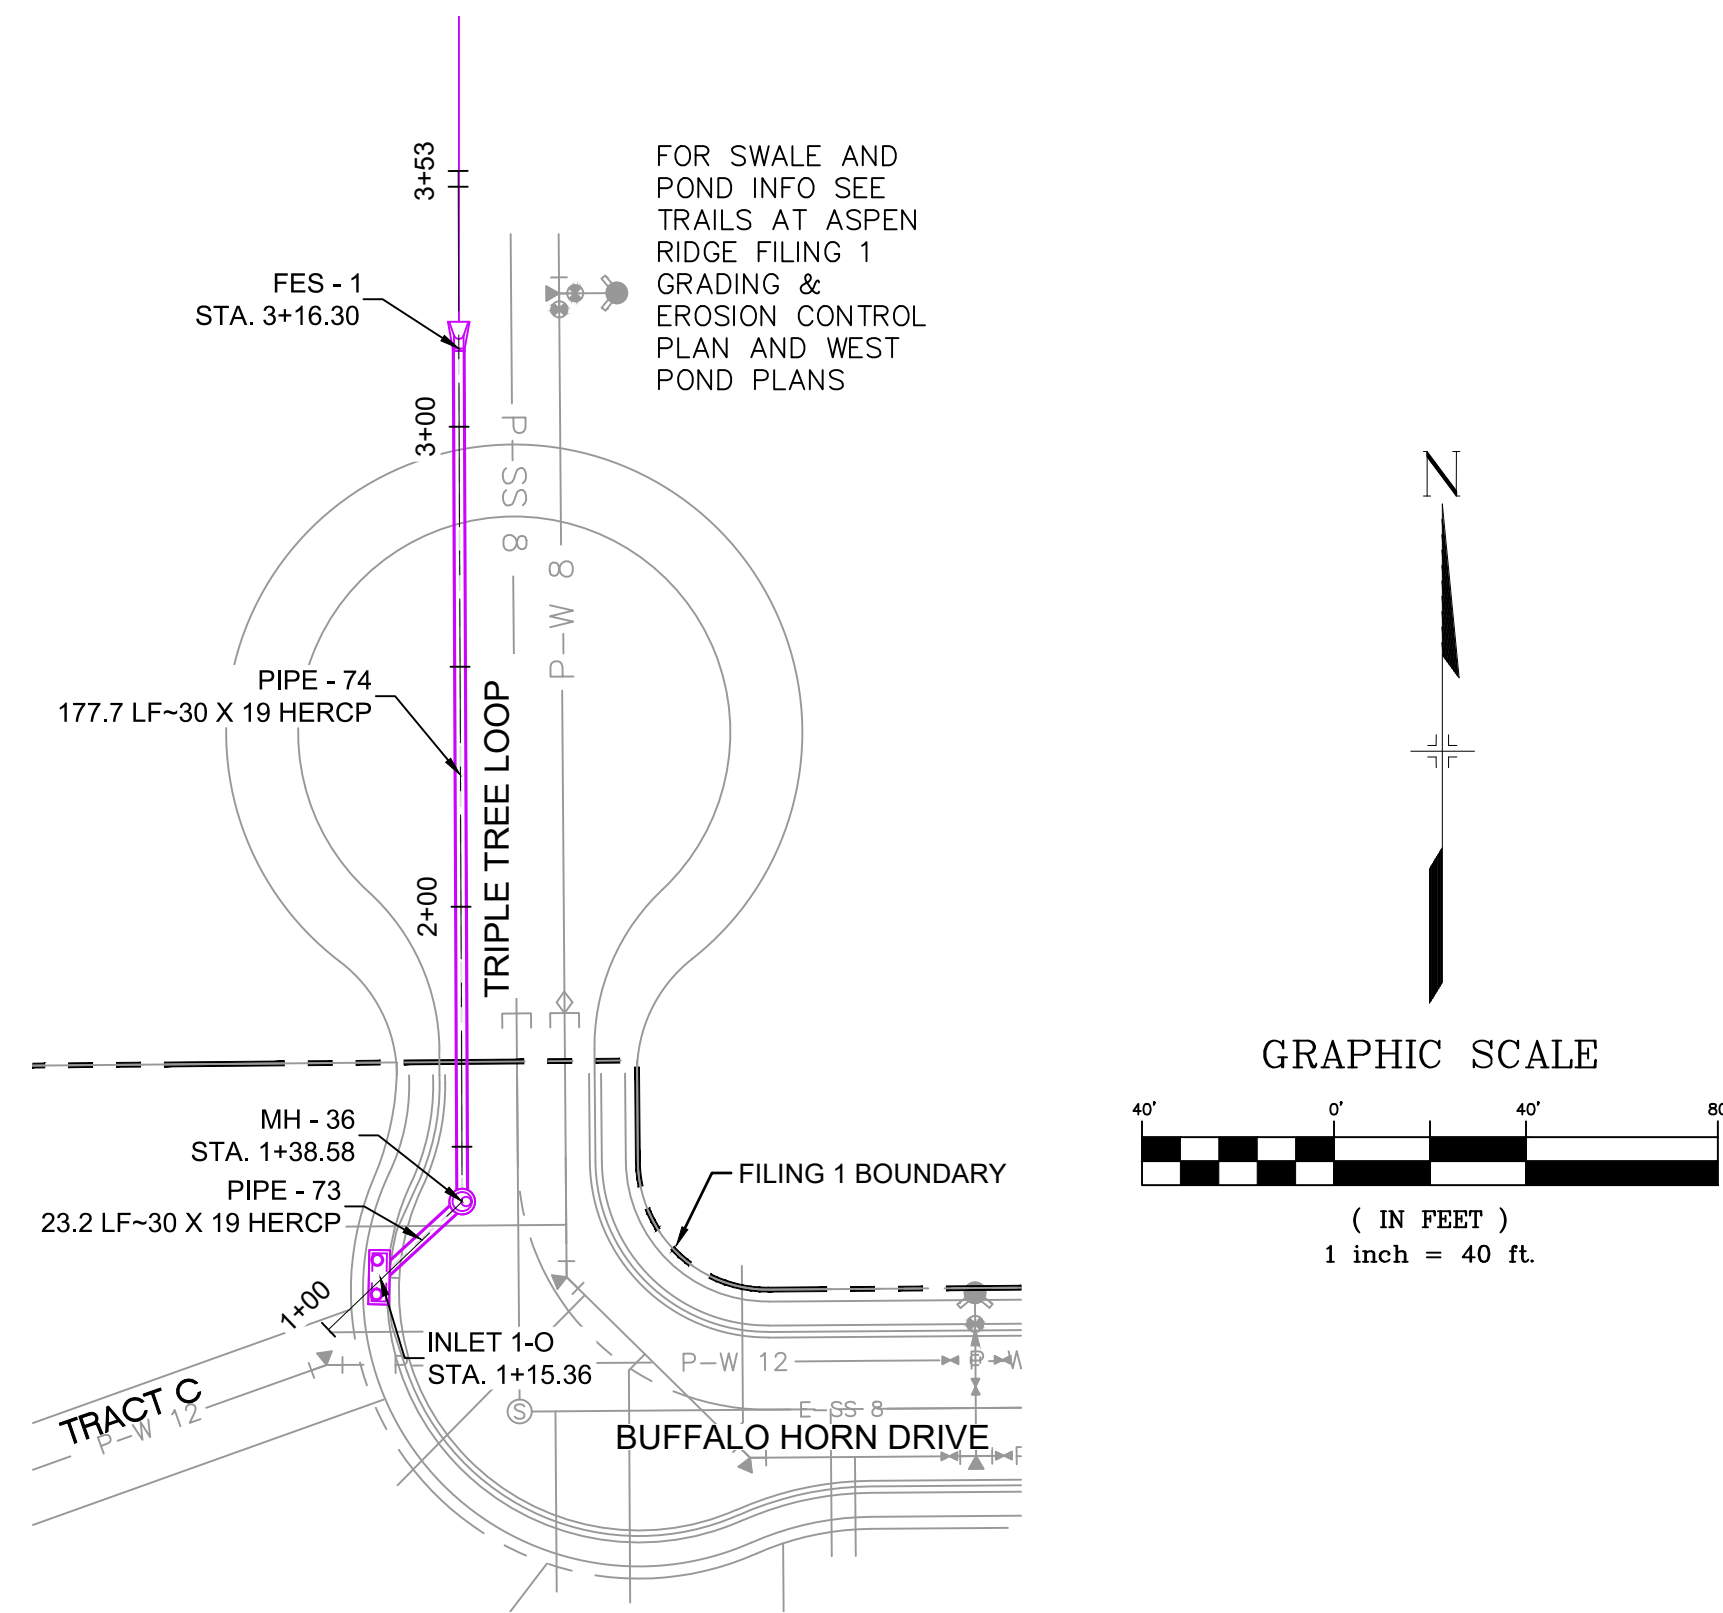 3+53
FOR SWALE AND
POND INFO SEE
TRAILS AT ASPEN
RIDGE FILING 1
GRADING &
EROSION CONTROL
PLAN AND WEST
POND PLANS
FES - 1
STA. 3+16.30
3+00
P-SS 8
P-W 8
N
PIPE - 74
177.7 LF~30 X 19 HERCP
TRIPLE TREE LOOP
2+00
GRAPHIC SCALE
40' 0' 40' 80
( IN FEET )
1 inch = 40 ft.
MH - 36
STA. 1+38.58
PIPE - 73
23.2 LF~30 X 19 HERCP
FILING 1 BOUNDARY
1+00
INLET 1-O
STA. 1+15.36
P-W 12
P-W
TRACT C
P-W 12
S
E-SS 8
BUFFALO HORN DRIVE